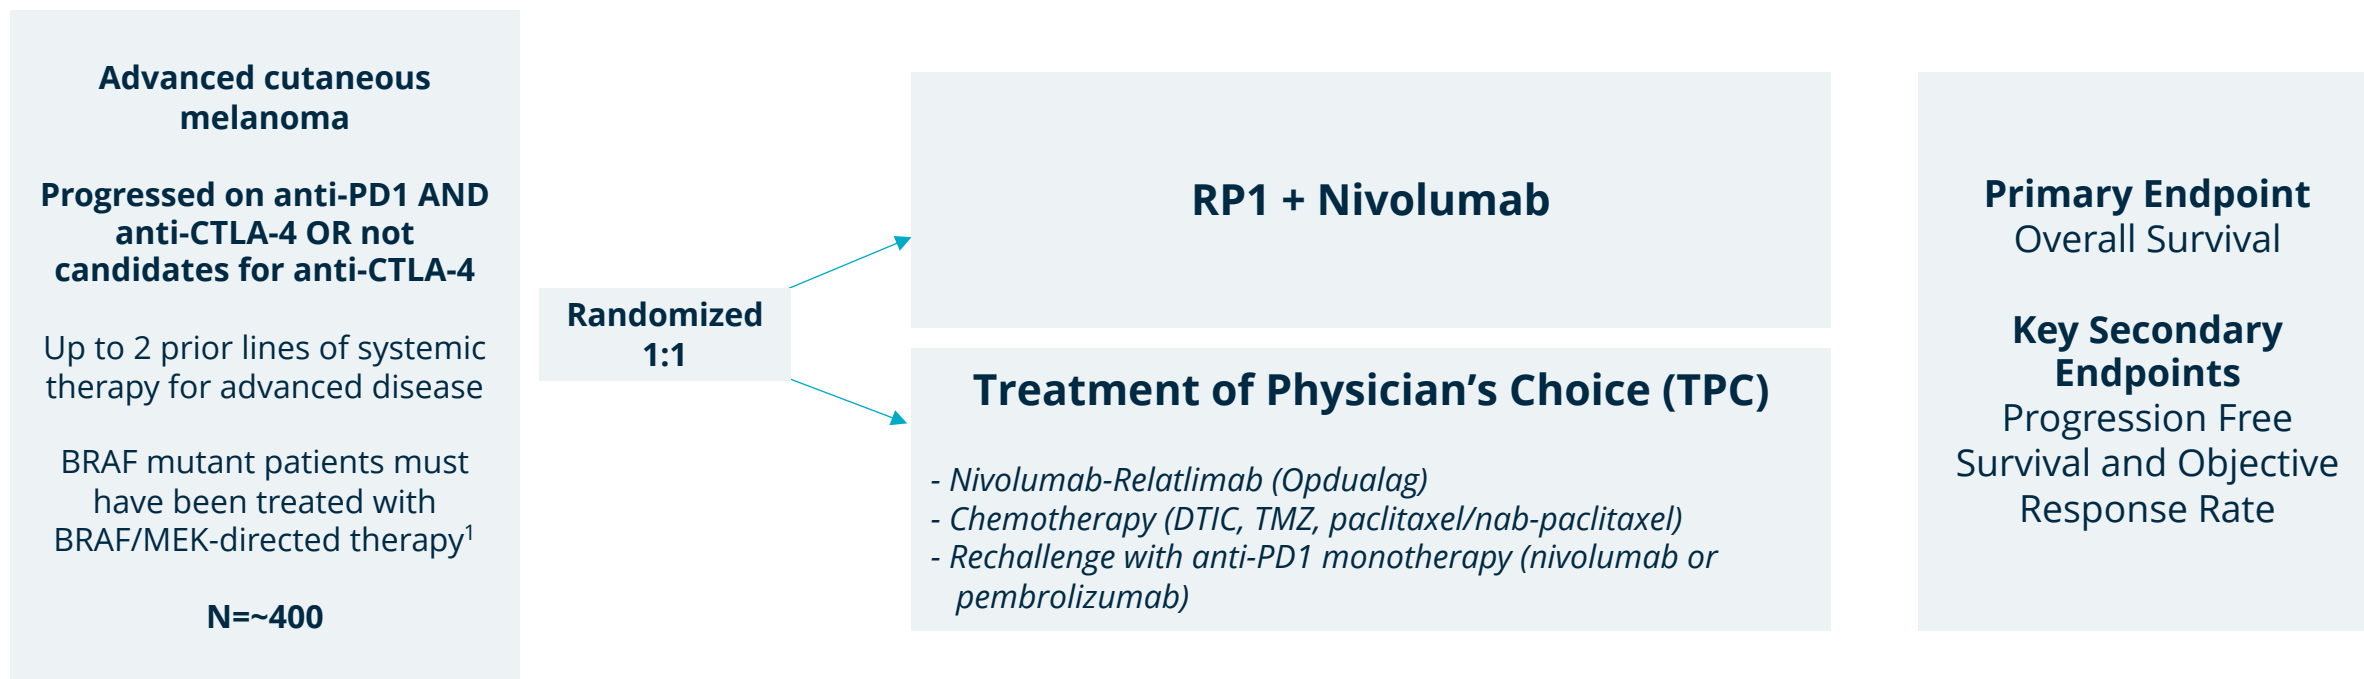 Advanced cutaneous
melanoma
Progressed on anti-PD1 AND
anti-CTLA-4 OR not
candidates for anti-CTLA-4
Up to 2 prior lines of systemic
therapy for advanced disease
BRAF mutant patients must
have been treated with
BRAF/MEK-directed therapy¹
N=~400
Randomized
1:1
RP1 + Nivolumab
Treatment of Physician’s Choice (TPC)
- Nivolumab-Relatlimab (Opdualag)
- Chemotherapy (DTIC, TMZ, paclitaxel/nab-paclitaxel)
- Rechallenge with anti-PD1 monotherapy (nivolumab or
pembrolizumab)
Primary Endpoint
Overall Survival
Key Secondary
Endpoints
Progression Free
Survival and Objective
Response Rate